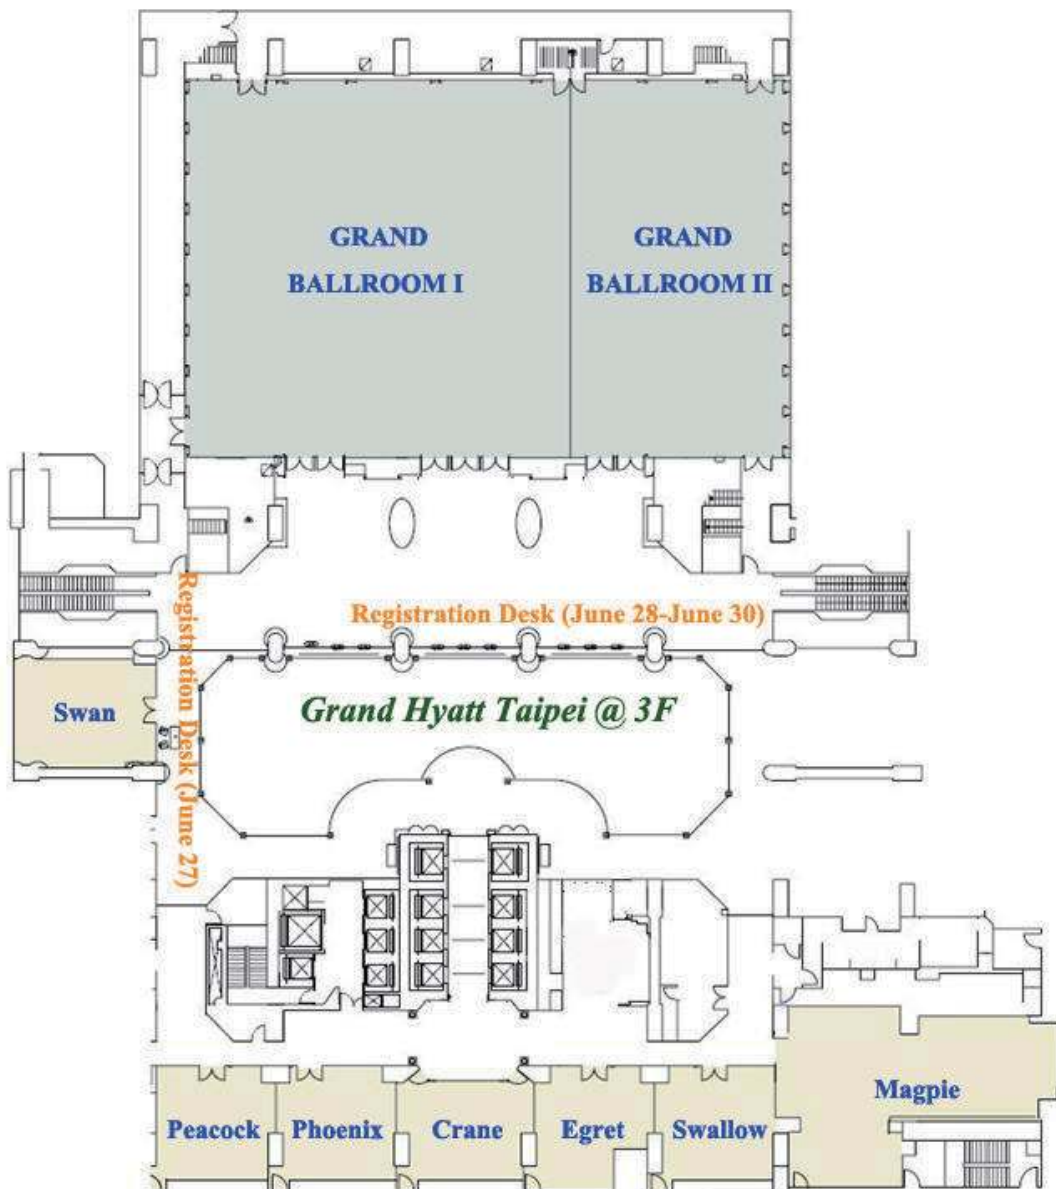 GRAND
BALLROOM I
GRAND
BALLROOM II
Registration Desk (June 28-June 30)
Registration Desk (June 27)
Swan
Grand Hyatt Taipei @ 3F
Magpie
Peacock
Phoenix
Crane
Egret
Swallow